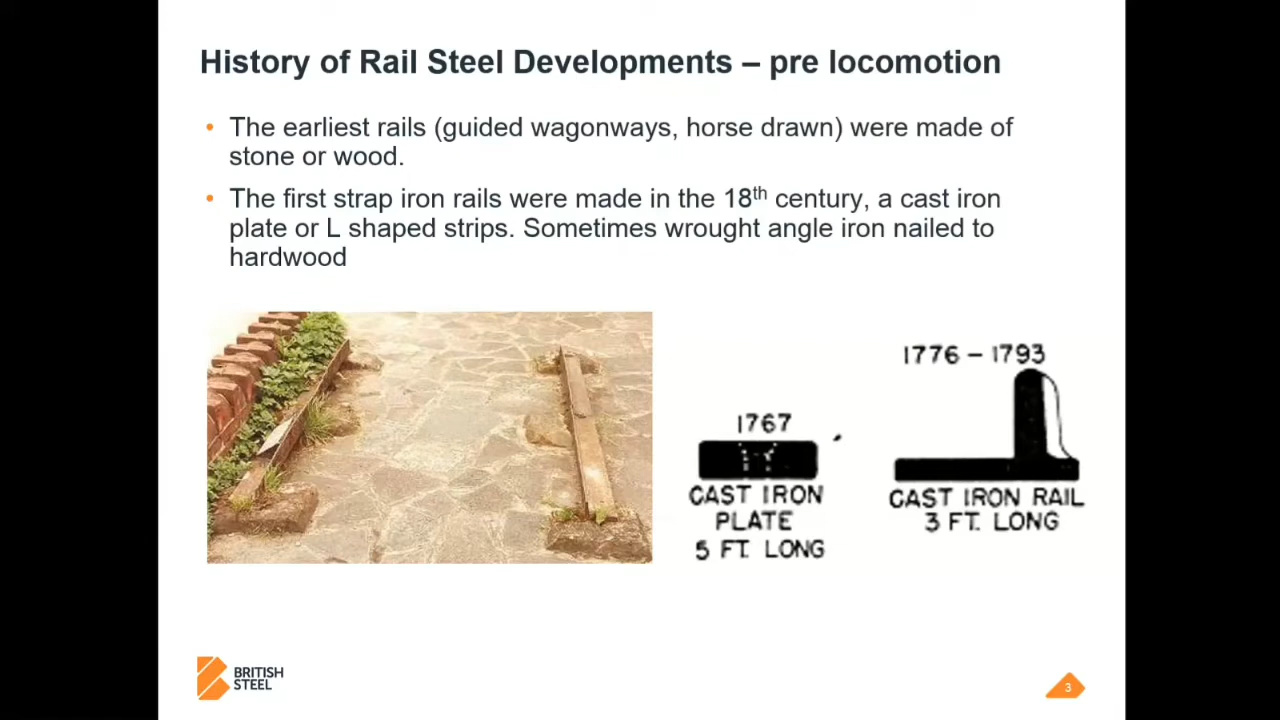 History of Rail Steel Developments – pre locomotion
• The earliest rails (guided wagonways, horse drawn) were made of
stone or wood.
• The first strap iron rails were made in the 18th century, a cast iron
plate or L shaped strips. Sometimes wrought angle iron nailed to
hardwood
1767
CAST IRON
PLATE
5 FT. LONG
1776 – 1793
CAST IRON RAIL
3 FT. LONG
BRITISH
STEEL
3